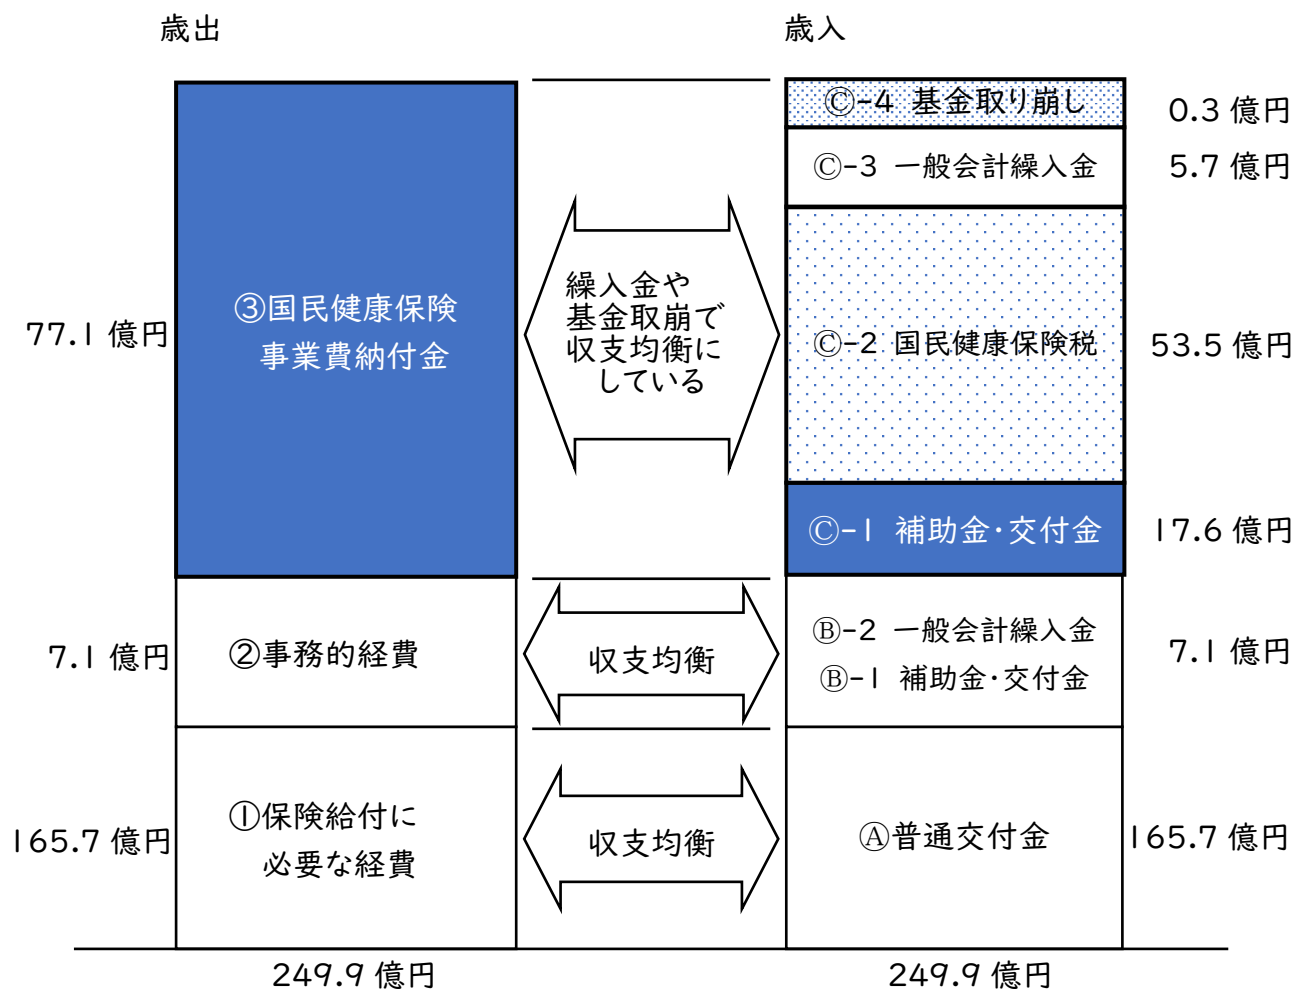 歳出
歳入
77.1 億円
③国民健康保険
事業費納付金
7.1 億円
②事務的経費
165.7 億円
①保険給付に
必要な経費
249.9 億円
繰入金や
基金取崩で
収支均衡に
している
収支均衡
収支均衡
Ⓒ-4 基金取り崩し
0.3 億円
Ⓒ-3 一般会計繰入金
5.7 億円
Ⓒ-2 国民健康保険税
53.5 億円
Ⓒ-1 補助金・交付金
17.6 億円
Ⓑ-2 一般会計繰入金
Ⓑ-1 補助金・交付金
7.1 億円
Ⓐ普通交付金
165.7 億円
249.9 億円